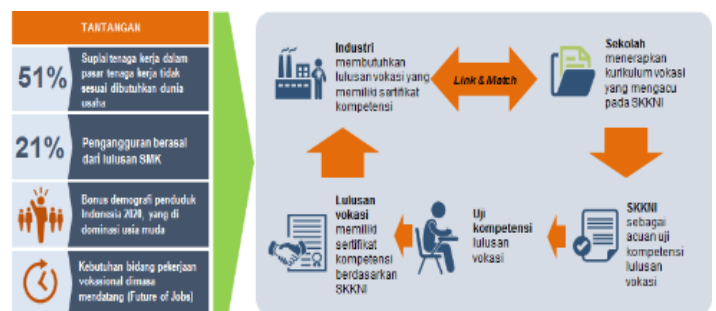 TANTANGAN
51%
Suplai tenaga kerja dalam
pasar tenaga kerja tidak
sesuai dibutuhkan dunia
usaha
21%
Pengangguran berasal
dari lulusan SMK
Bonus demografi penduduk
Indonesia 2020, yang di
dominasi usia muda
Kebutuhan bidang pekerjaan
vokasional dimasa
mendatang (Future of Jobs)
Industri
membutuhkan
lulusan vokasi yang
memiliki sertifikat
kompetensi
Link & Match
Sekolah
menerapkan
kurikulum vokasi
yang mengacu
pada SKKNI
SKKNI
sebagai
acuan uji
kompetensi
lulusan
vokasi
Uji
kompetensi
lulusan
vokasi
Lulusan
vokasi
memiliki
sertifikat
kompetensi
berdasarkan
SKKNI